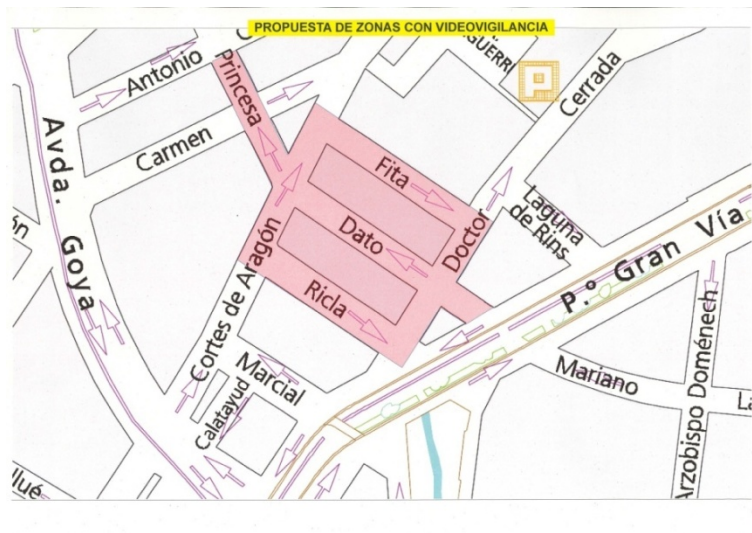 PROPUESTA DE ZONAS CON VIDEOVIGILANCIA
Antonio
Princesa
Carmen
Avda. Goya
Fita
Dato
Ricla
Doctor
Cerrada
P
Laguna
de Rins
P.º Gran Vía
Cortes de Aragón
Marcial
Calatayud
Mariano
Arzobispo Doménech